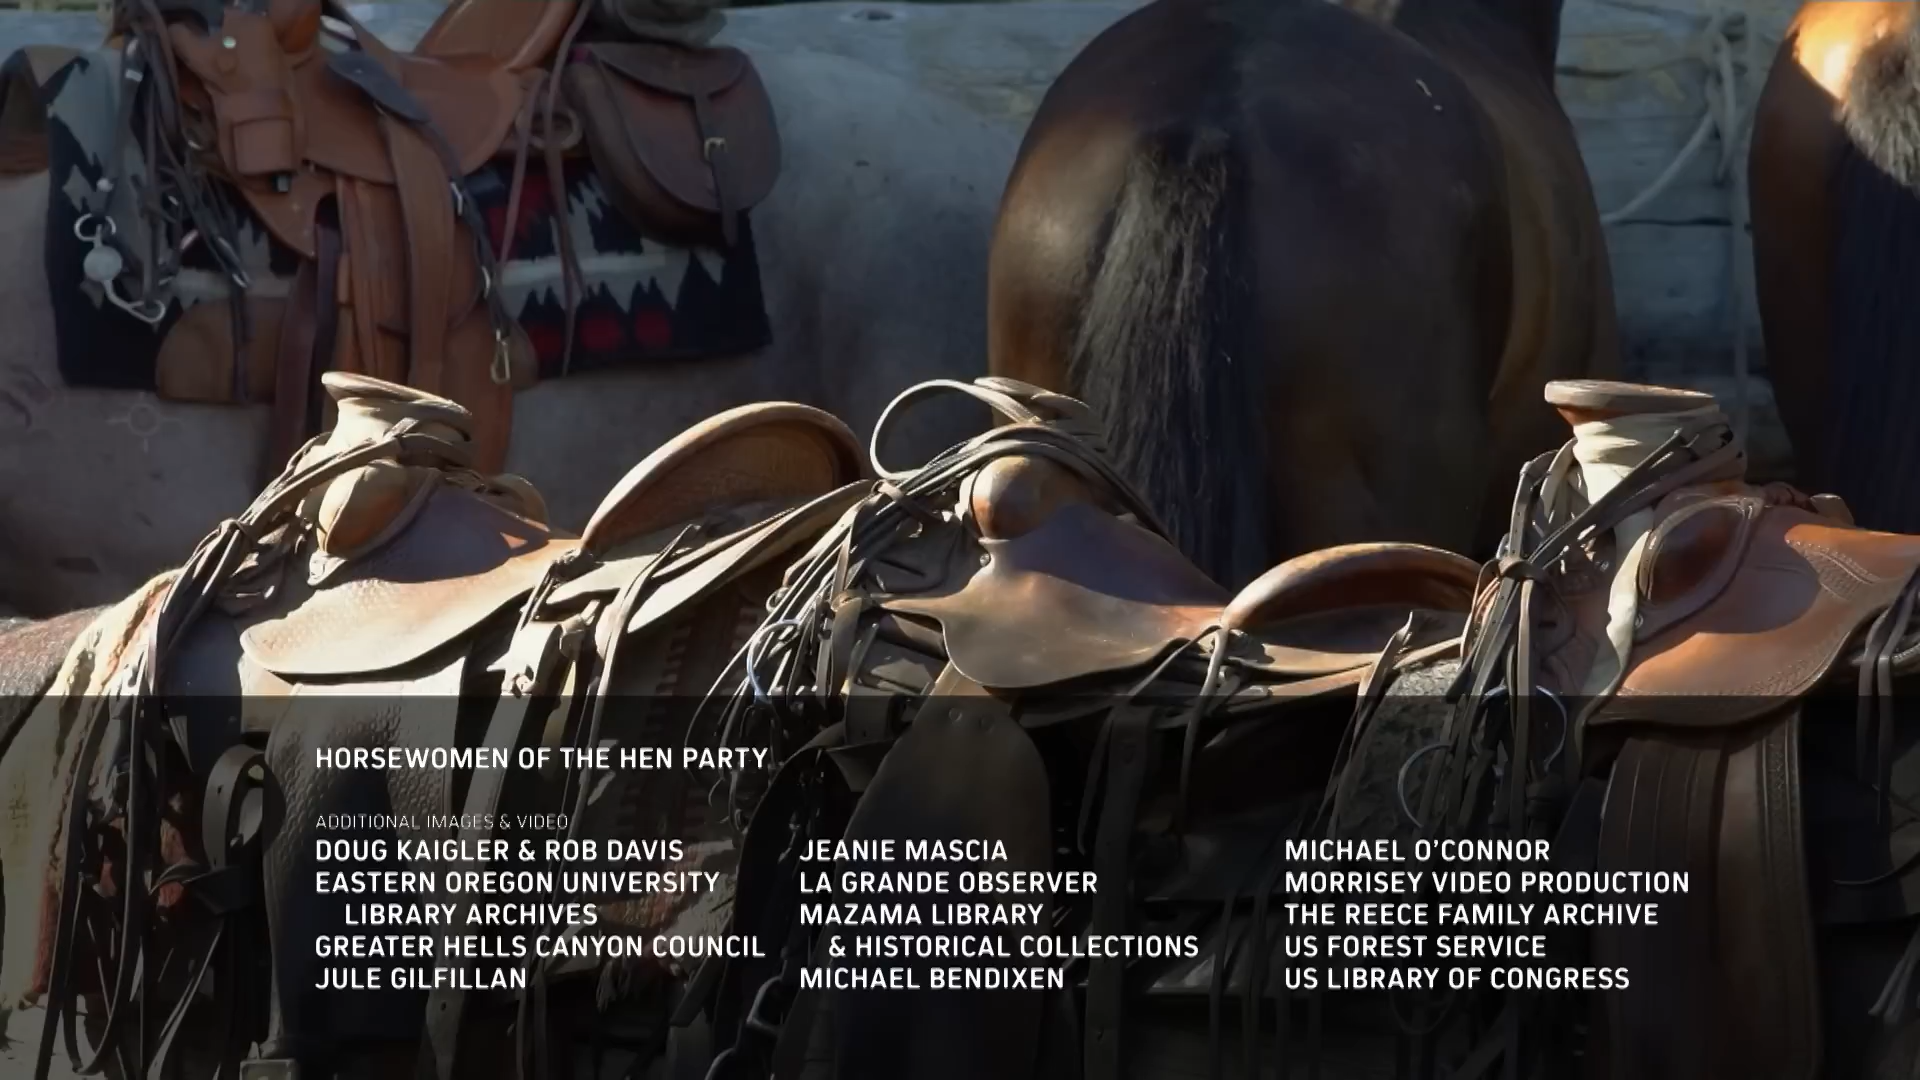 HORSEWOMEN OF THE HEN PARTY
ADDITIONAL IMAGES & VIDEO
DOUG KAIGLER & ROB DAVIS
EASTERN OREGON UNIVERSITY
LIBRARY ARCHIVES
GREATER HELLS CANYON COUNCIL
JULE GILFILLAN
JEANIE MASCIA
LA GRANDE OBSERVER
MAZAMA LIBRARY
& HISTORICAL COLLECTIONS
MICHAEL BENDIXEN
MICHAEL O'CONNOR
MORRISEY VIDEO PRODUCTION
THE REECE FAMILY ARCHIVE
US FOREST SERVICE
US LIBRARY OF CONGRESS